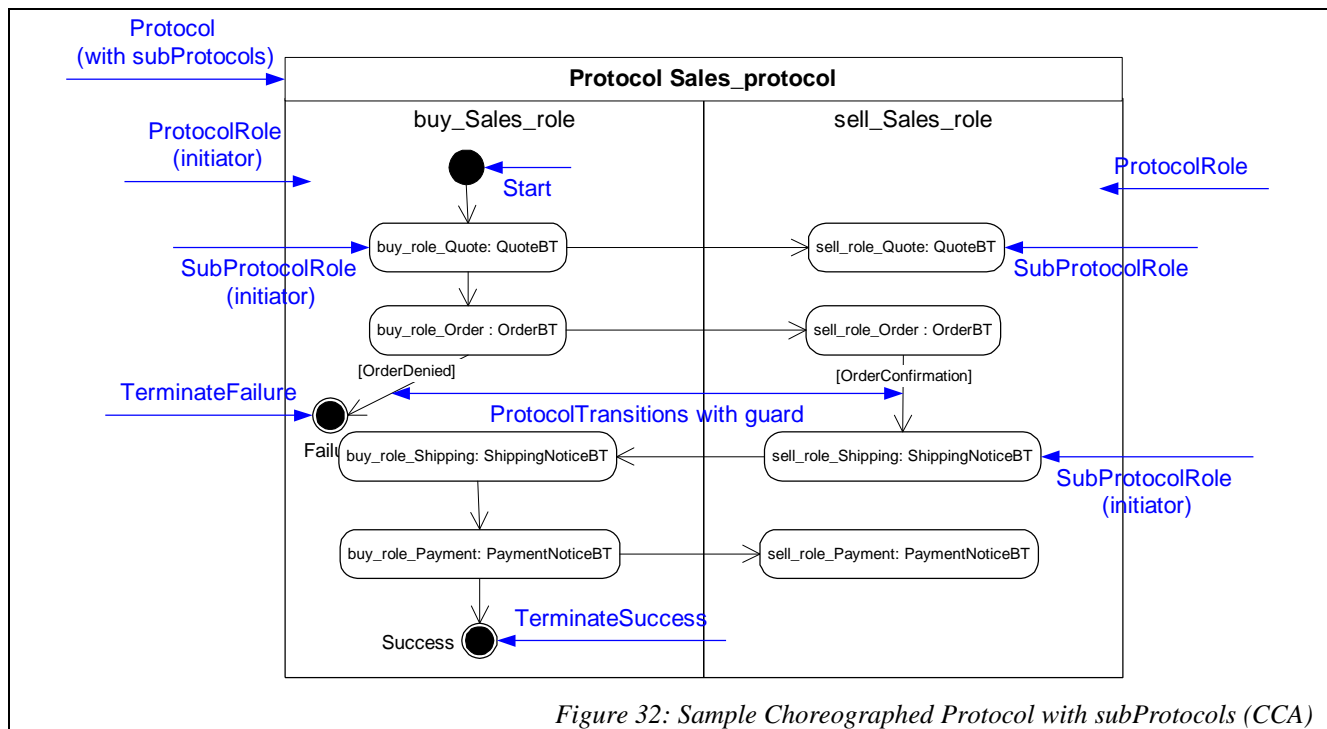 Protocol
(with subProtocols)
Protocol Sales_protocol
buy_Sales_role
sell_Sales_role
ProtocolRole
(initiator)
ProtocolRole
Start
buy_role_Quote: QuoteBT
sell_role_Quote: QuoteBT
SubProtocolRole
(initiator)
SubProtocolRole
buy_role_Order : OrderBT
sell_role_Order : OrderBT
[OrderDenied]
[OrderConfirmation]
TerminateFailure
ProtocolTransitions with guard
Failu
buy_role_Shipping: ShippingNoticeBT
sell_role_Shipping: ShippingNoticeBT
SubProtocolRole
(initiator)
buy_role_Payment: PaymentNoticeBT
sell_role_Payment: PaymentNoticeBT
TerminateSuccess
Success
Figure 32: Sample Choreographed Protocol with subProtocols (CCA)